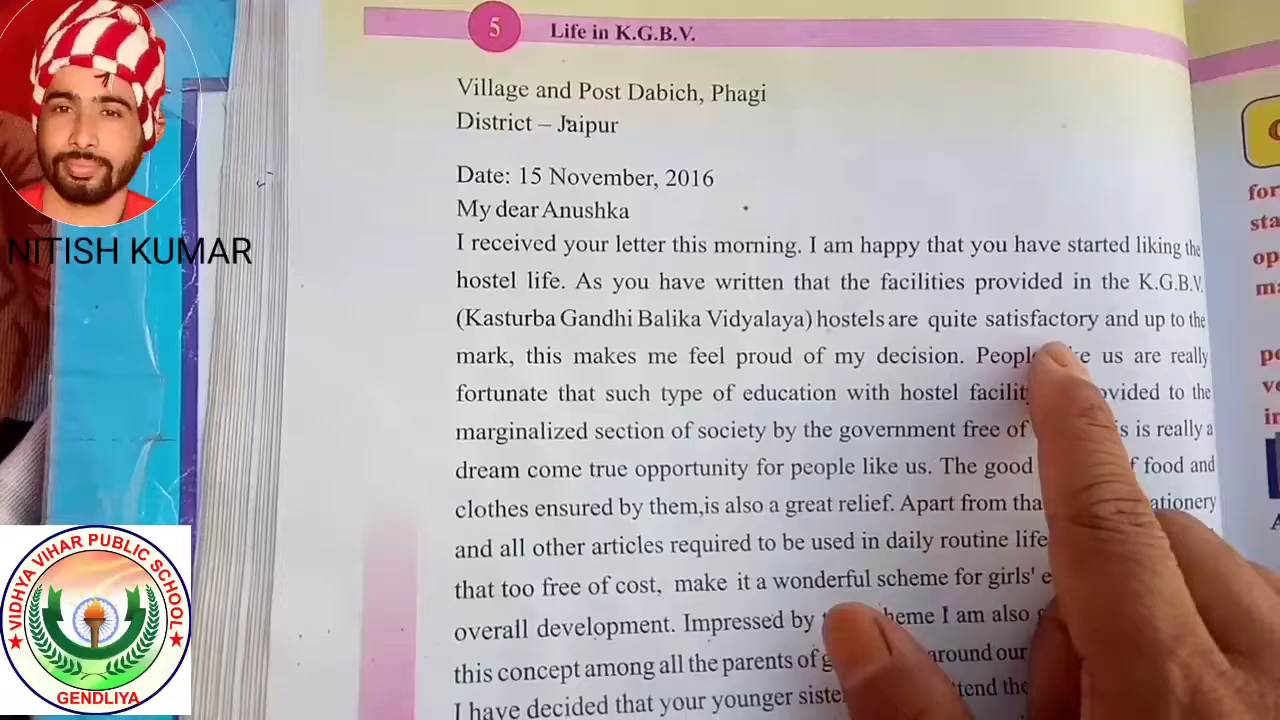 5
Life in K.G.B.V.
Village and Post Dabich, Phagi
District – Jaipur
Date: 15 November, 2016
My dear Anushka
I received your letter this morning. I am happy that you have started liking the
hostel life. As you have written that the facilities provided in the K.G.B.V.
(Kasturba Gandhi Balika Vidyalaya) hostels are quite satisfactory and up to the
mark, this makes me feel proud of my decision. People us are really
fortunate that such type of education with hostel facility to the
marginalized section of society by the government free of is really a
dream come true opportunity for people like us. The good food and
clothes ensured by them, is also a great relief. Apart from
and all other articles required to be used in daily routine life
that too free of cost, make it a wonderful scheme for girls'
overall development. Impressed by I am also
this concept among all the parents of around our
I have decided that your younger the
NITISH KUMAR
VIDHYA VIHAR PUBLIC SCHOOL
GENDLIYA
for